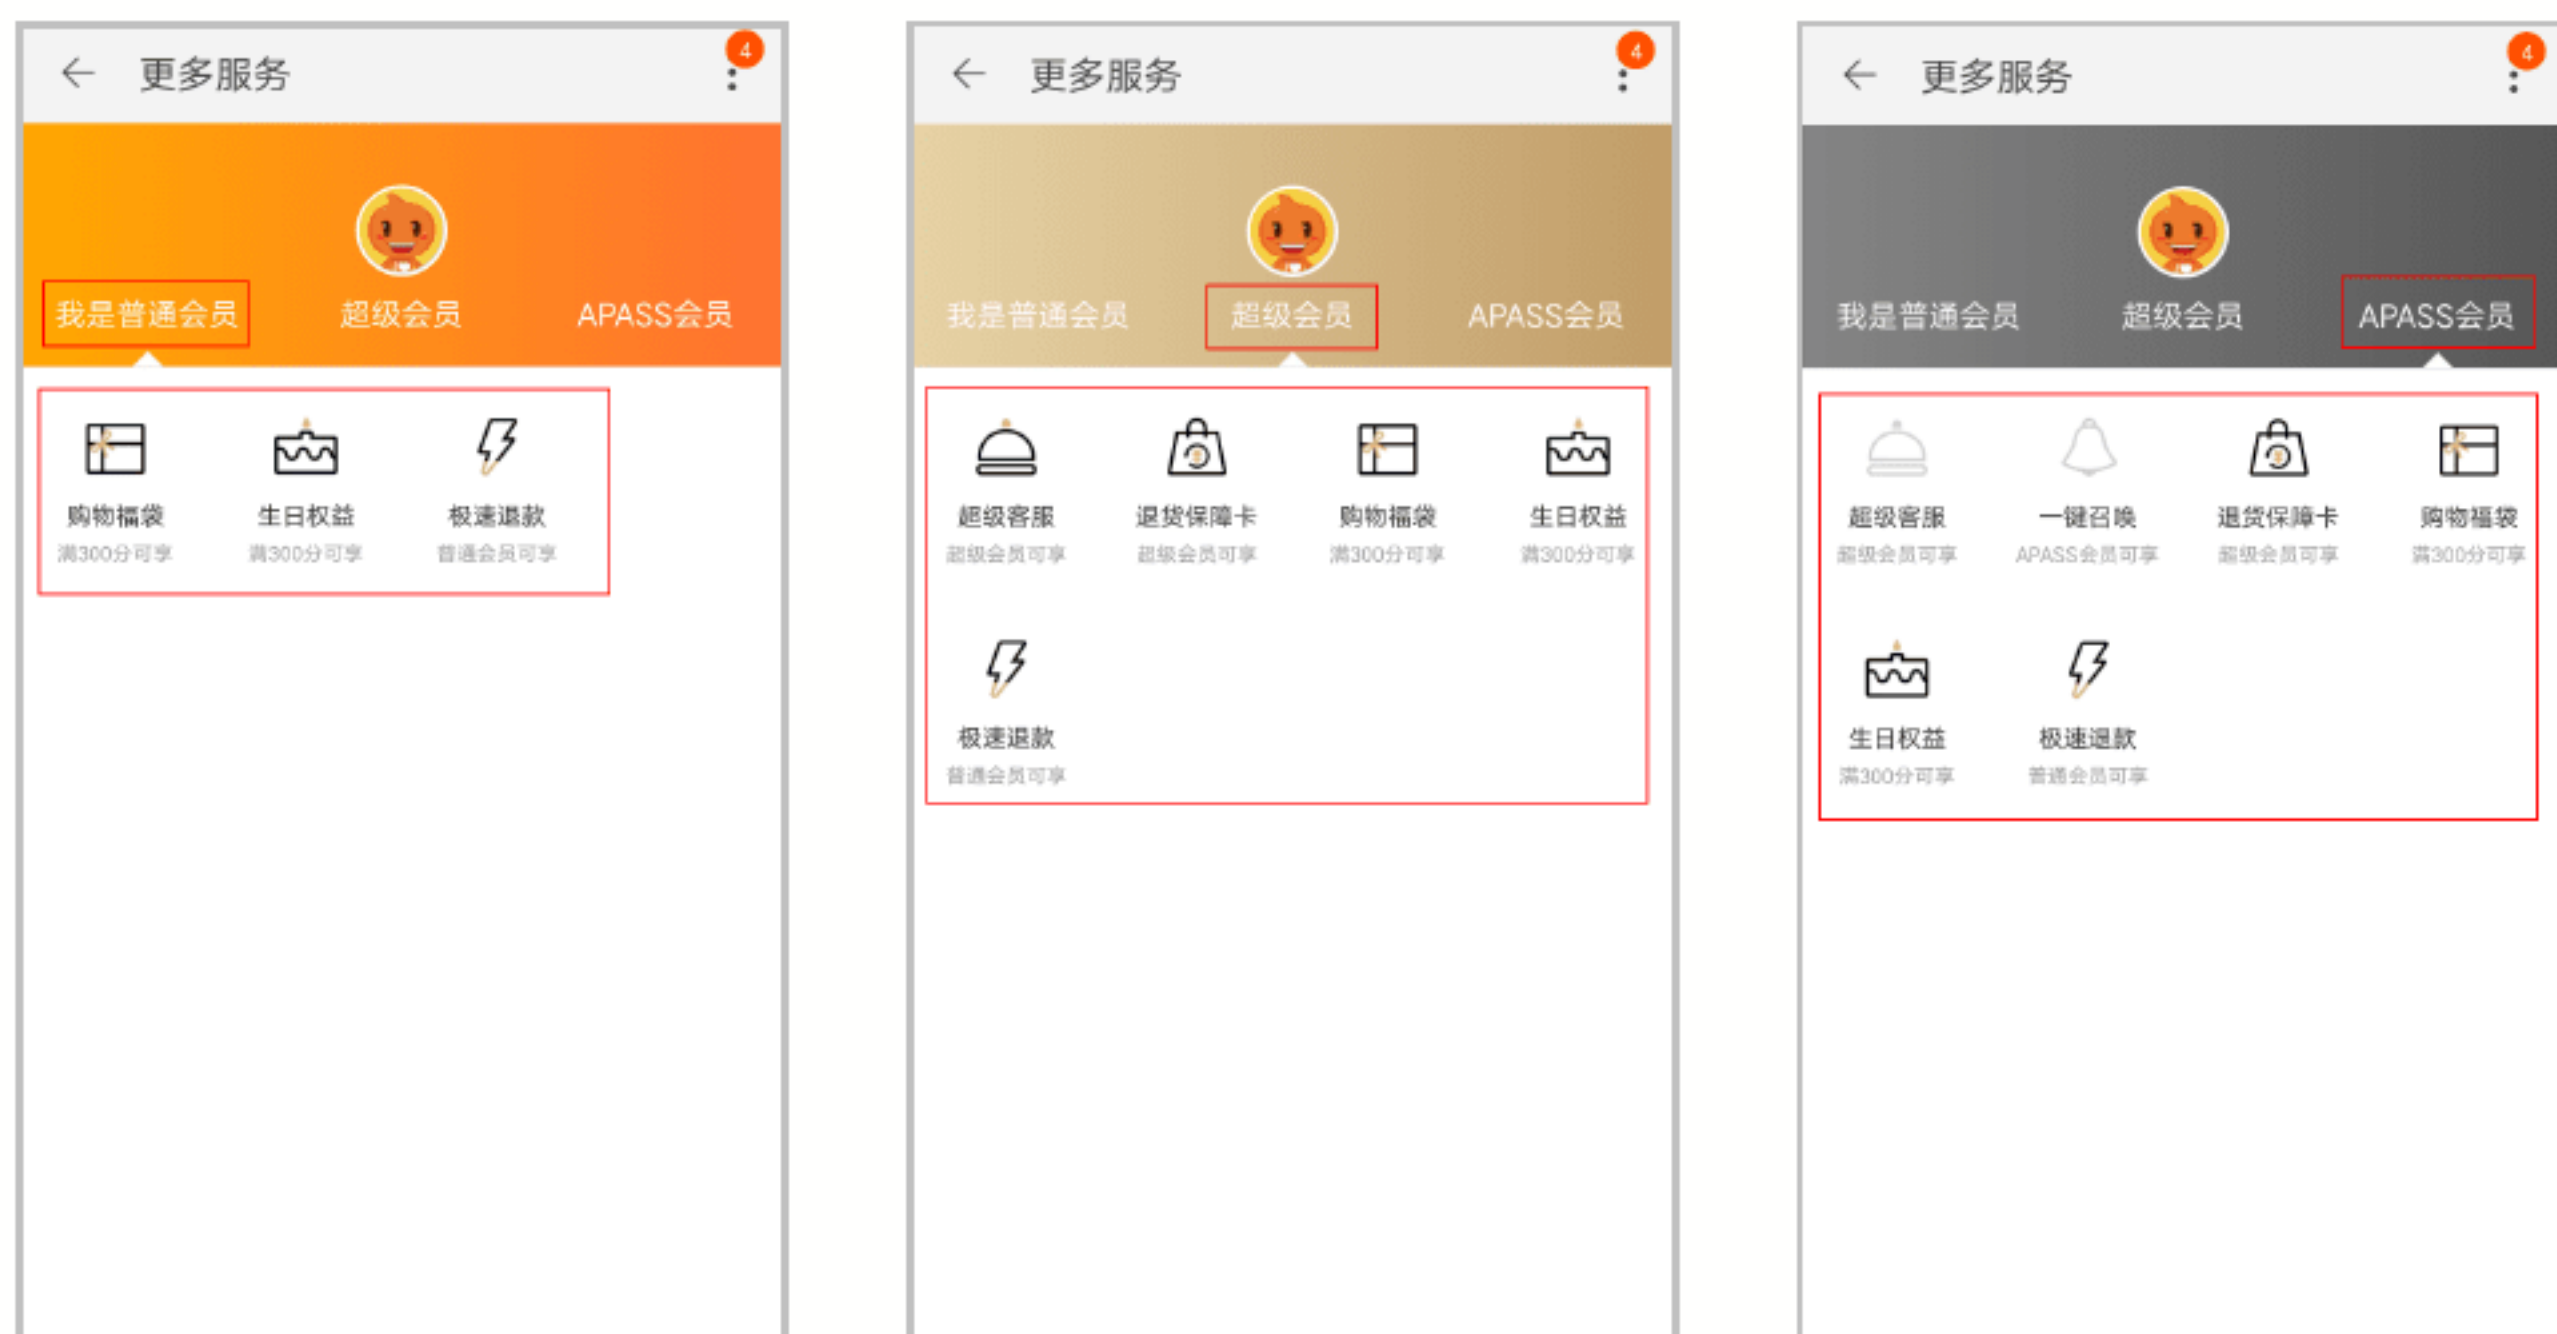 更多服务
4
我是普通会员
超级会员
APASS会员
购物福袋
满300分可享
生日权益
满300分可享
极速退款
普通会员可享
更多服务
4
我是普通会员
超级会员
APASS会员
超级客服
超级会员可享
退货保障卡
超级会员可享
购物福袋
满300分可享
生日权益
满300分可享
极速退款
普通会员可享
更多服务
4
我是普通会员
超级会员
APASS会员
超级客服
超级会员可享
一键召唤
APASS会员可享
退货保障卡
超级会员可享
购物福袋
满300分可享
生日权益
满300分可享
极速退款
普通会员可享